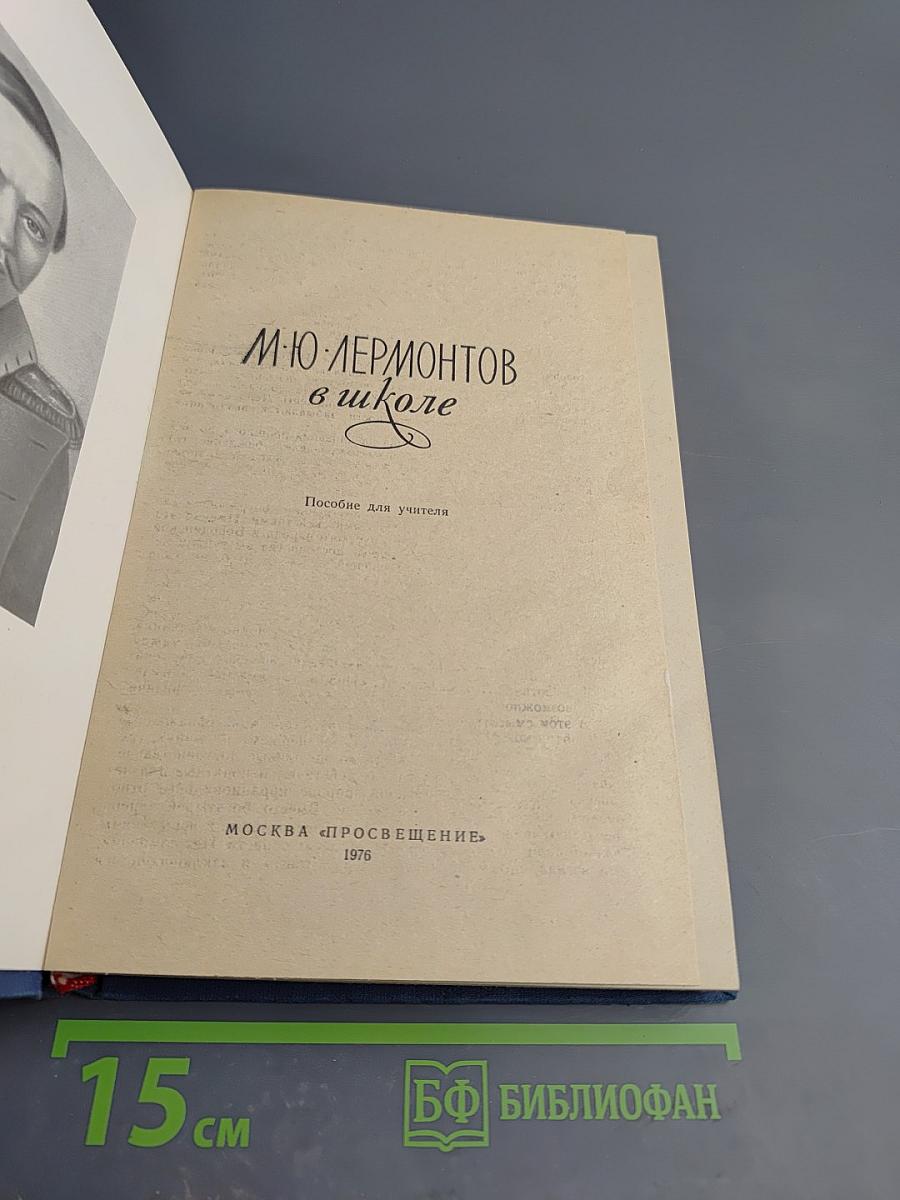 М·Ю·ЛЕРМОНТОВ
в школе
Пособие для учителя
МОСКВА «ПРОСВЕЩЕНИЕ»
1976
15 см
БФ БИБЛИОФАН